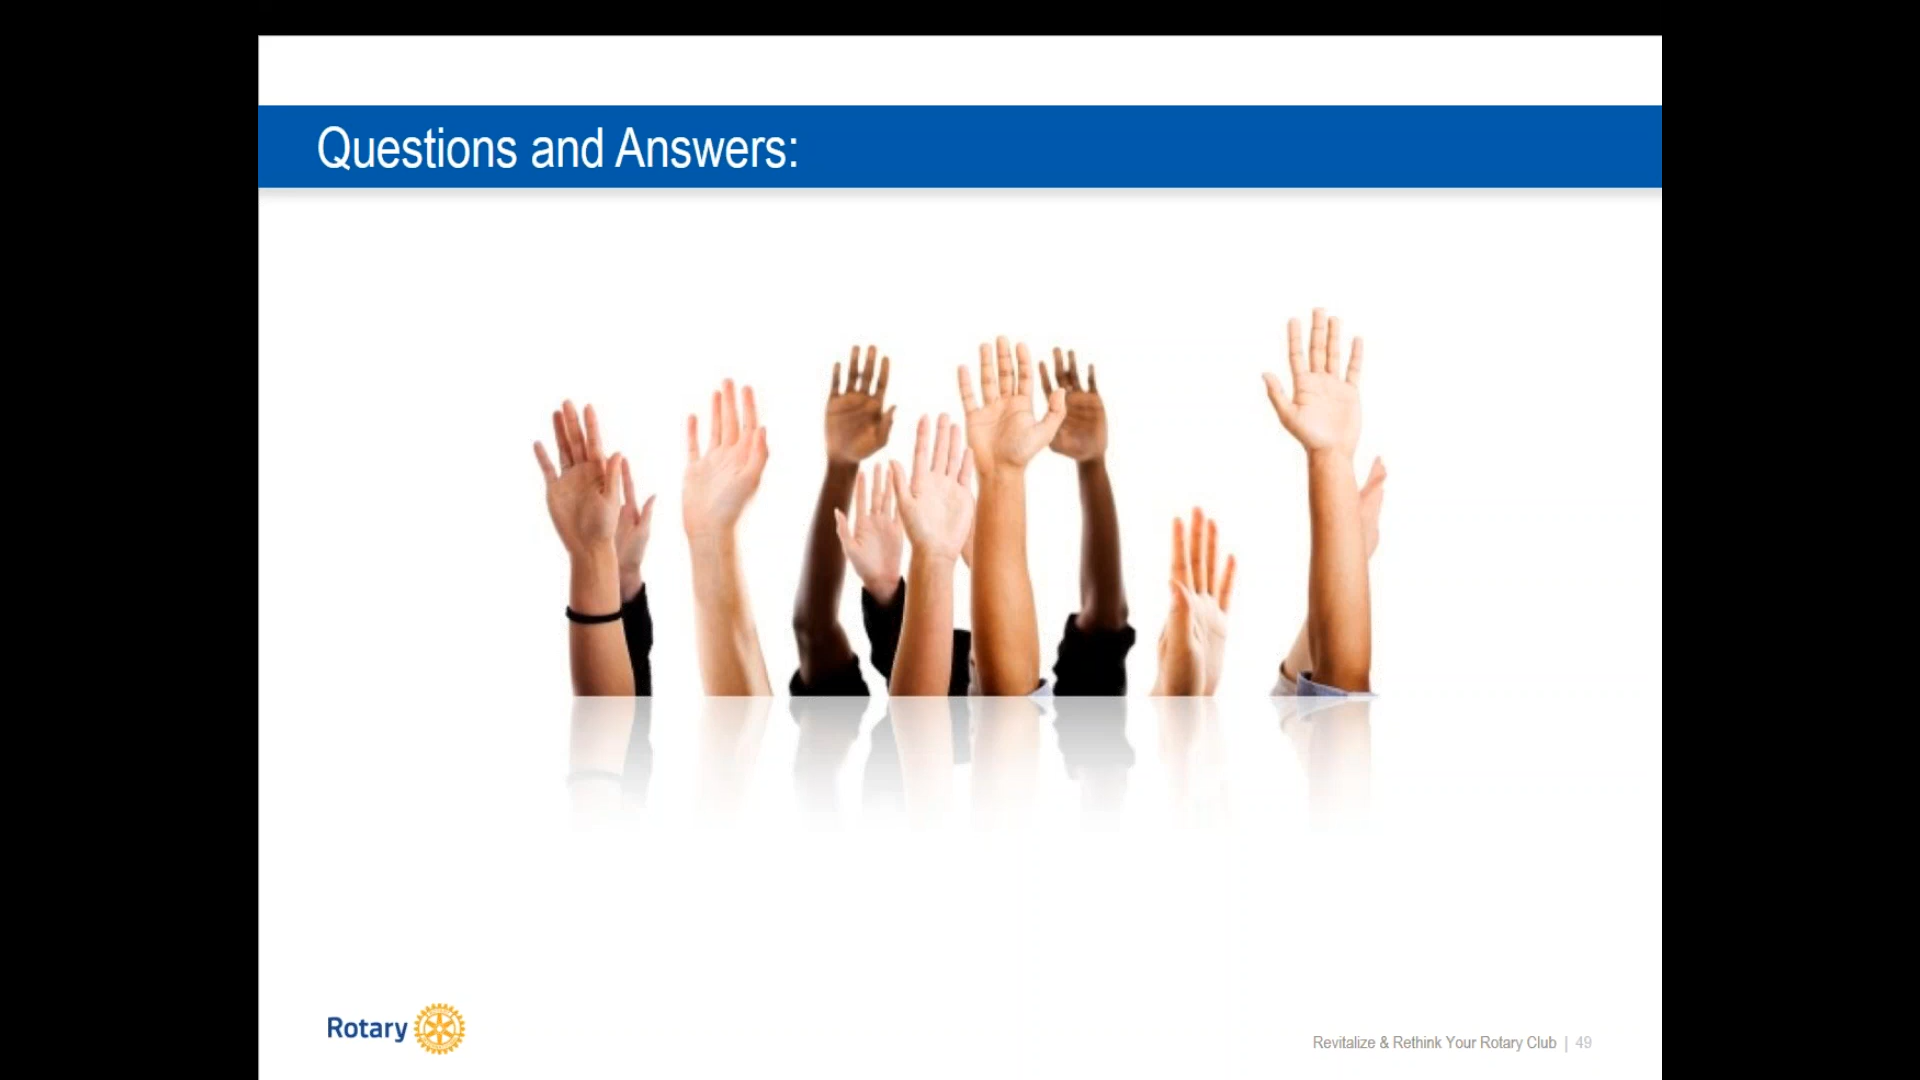 Questions and Answers:
Rotary
Revitalize & Rethink Your Rotary Club | 49